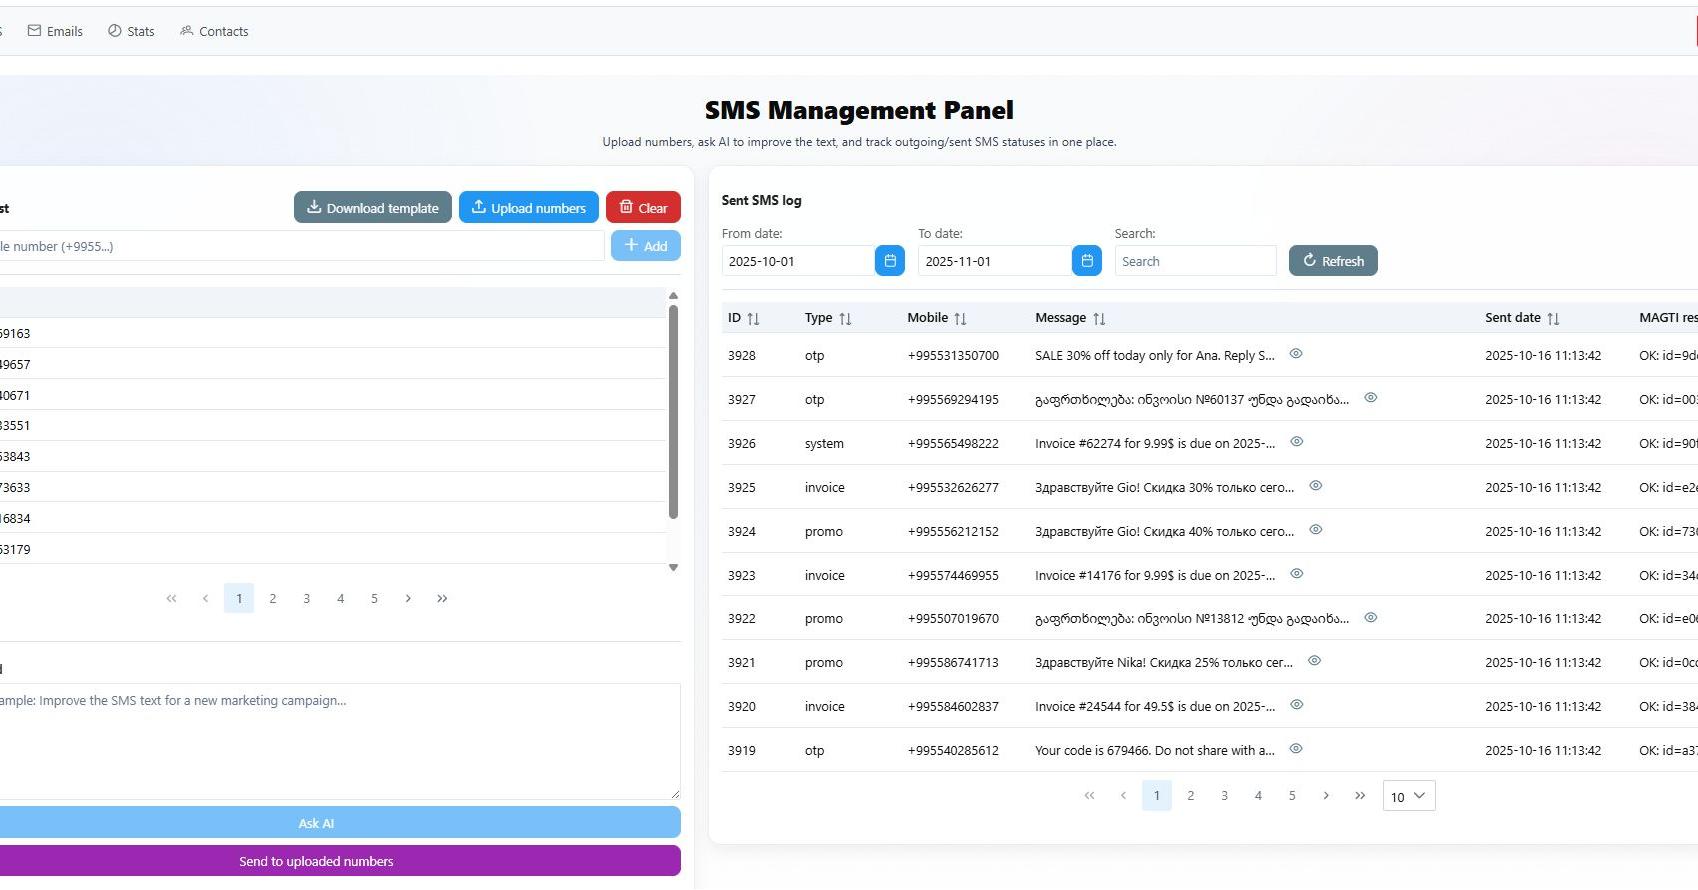 Emails Stats Contacts
SMS Management Panel
Upload numbers, ask AI to improve the text, and track outgoing/sent SMS statuses in one place.
Download template Upload numbers Clear
number (+9955...) Add
59163
49657
40671
33551
53843
73633
16834
53179
1 2 3 4 5
Improve the SMS text for a new marketing campaign...
Ask AI
Send to uploaded numbers
Sent SMS log
From date: To date: Search:
2025-10-01 2025-11-01 Search Refresh
ID Type Mobile Message Sent date MAGTI res
3928 otp +995531350700 SALE 30% off today only for Ana. Reply S... 2025-10-16 11:13:42 OK: id=9d
3927 otp +995569294195 გაფრთხილება: ინვოისი №60137 უნდა გადაიხა... 2025-10-16 11:13:42 OK: id=003
3926 system +995565498222 Invoice #62274 for 9.99$ is due on 2025-... 2025-10-16 11:13:42 OK: id=90f
3925 invoice +995532626277 Здравствуйте Gio! Скидка 30% только сего... 2025-10-16 11:13:42 OK: id=e2
3924 promo +995556212152 Здравствуйте Gio! Скидка 40% только сего... 2025-10-16 11:13:42 OK: id=73
3923 invoice +995574469955 Invoice #14176 for 9.99$ is due on 2025-... 2025-10-16 11:13:42 OK: id=34
3922 promo +995507019670 გაფრთხილება: ინვოისი №13812 უნდა გადაიხა... 2025-10-16 11:13:42 OK: id=e06
3921 promo +995586741713 Здравствуйте Nika! Скидка 25% только сег... 2025-10-16 11:13:42 OK: id=0c
3920 invoice +995584602837 Invoice #24544 for 49.5$ is due on 2025-... 2025-10-16 11:13:42 OK: id=384
3919 otp +995540285612 Your code is 679466. Do not share with a... 2025-10-16 11:13:42 OK: id=a37
1 2 3 4 5 10